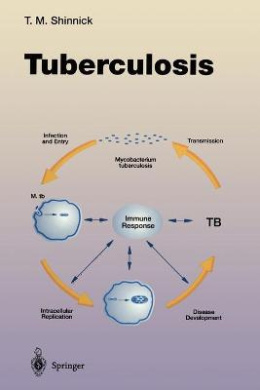 T. M. Shinnick
Tuberculosis
Infection
and Entry
Transmission
Mycobacterium
tuberculosis
M. tb
Immune
Response
TB
Intracellular
Replication
Disease
Development
Springer